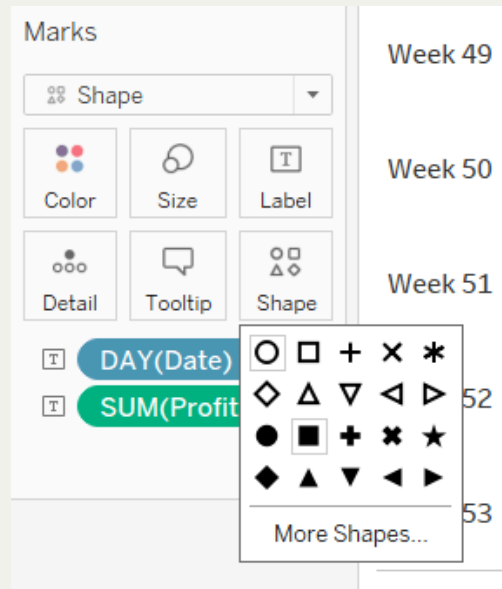 Marks
Shape
Color
Size
Label
Detail
Tooltip
Shape
T DAY(Date)
T SUM(Profit
More Shapes...
Week 49
Week 50
Week 51
52
53